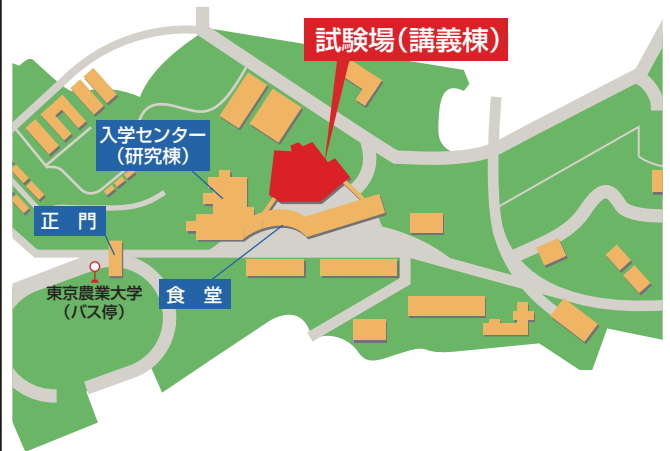 試験場（講義棟）
入学センター
（研究棟）
正　門
東京農業大学
（バス停）
食　堂